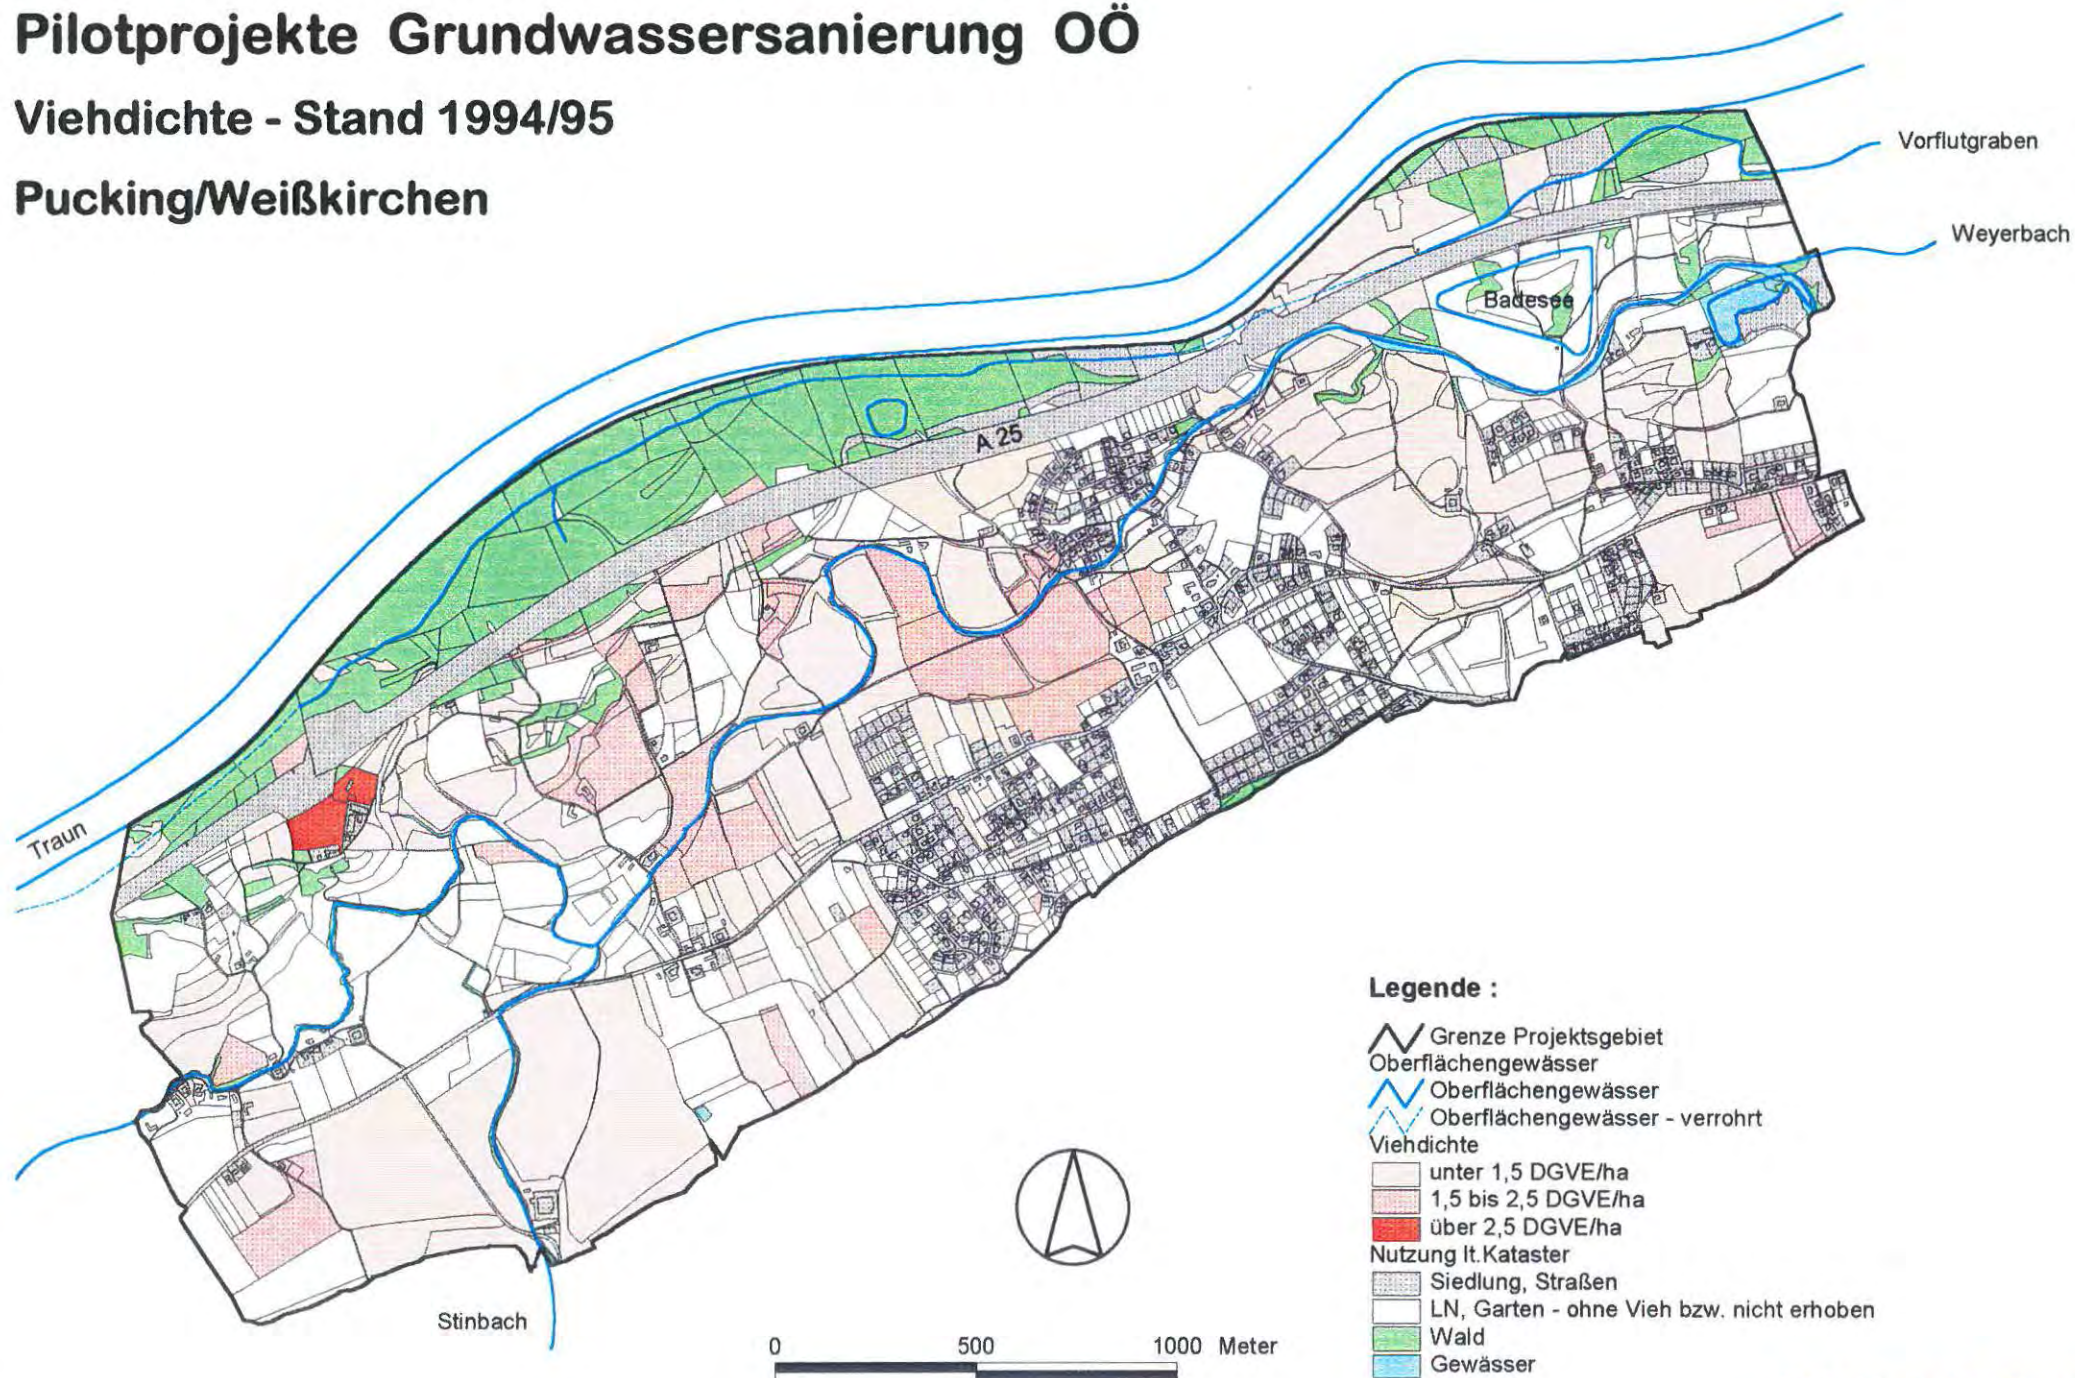 Pilotprojekte Grundwassersanierung OÖ
Viehdichte - Stand 1994/95
Pucking/Weißkirchen
Vorflutgraben
Weyerbach
Badesee
A 25
Traun
Stinbach
0 500 1000 Meter
Legende :
Grenze Projektsgebiet
Oberflächengewässer
Oberflächengewässer
Oberflächengewässer - verrohrt
Viehdichte
unter 1,5 DGVE/ha
1,5 bis 2,5 DGVE/ha
über 2,5 DGVE/ha
Nutzung lt.Kataster
Siedlung, Straßen
LN, Garten - ohne Vieh bzw. nicht erhoben
Wald
Gewässer